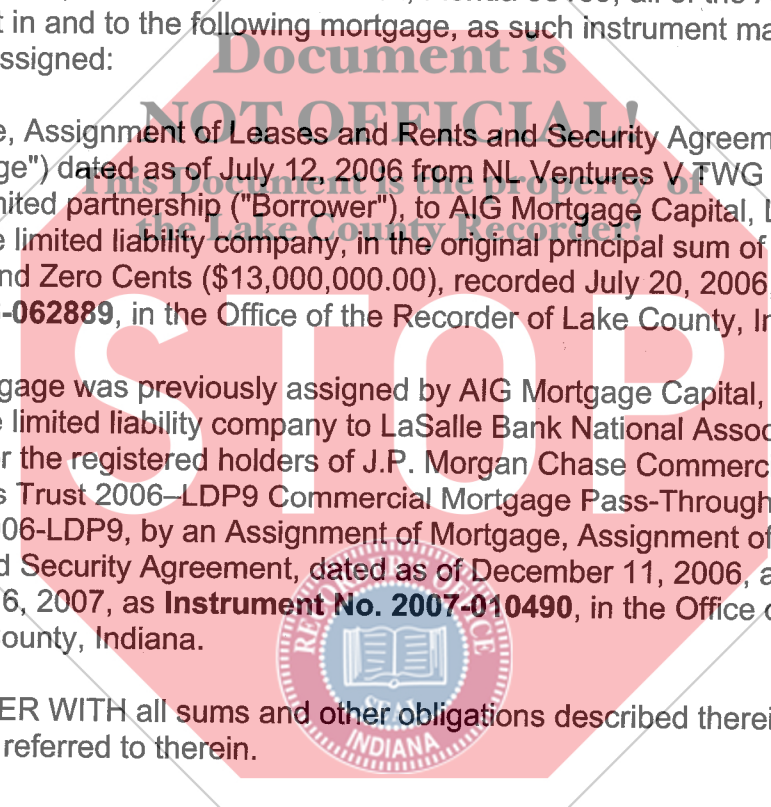 t in and to the following mortgage, as such instrument ma
ssigned:
Document is
NOT OFFICIAL!
This Document is the property of
the Lake County Recorder!
e, Assignment of Leases and Rents and Security Agreem
ge") dated as of July 12, 2006 from NL Ventures V TWG
nited partnership ("Borrower"), to AIG Mortgage Capital,
e limited liability company, in the original principal sum of
nd Zero Cents ($13,000,000.00), recorded July 20, 2006
-062889, in the Office of the Recorder of Lake County, In
STOP
gage was previously assigned by AIG Mortgage Capital,
e limited liability company to LaSalle Bank National Assoc
r the registered holders of J.P. Morgan Chase Commerc
s Trust 2006–LDP9 Commercial Mortgage Pass-Through
06-LDP9, by an Assignment of Mortgage, Assignment of
d Security Agreement, dated as of December 11, 2006, a
6, 2007, as Instrument No. 2007-010490, in the Office o
ounty, Indiana.
SEAL
INDIANA
ER WITH all sums and other obligations described therei
referred to therein.